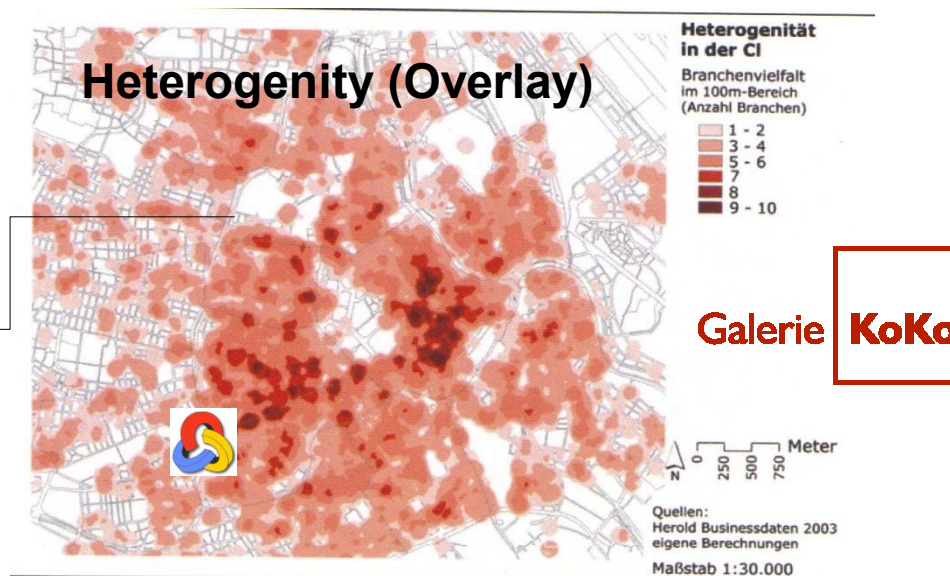 Heterogenity (Overlay)
Heterogenität
in der CI
Branchenvielfalt
im 100m-Bereich
(Anzahl Branchen)
1 - 2
3 - 4
5 - 6
7
8
9 - 10
Galerie KoKo
N
0 250 500 750 Meter
Quellen:
Herold Businessdaten 2003
eigene Berechnungen
Maßstab 1:30.000